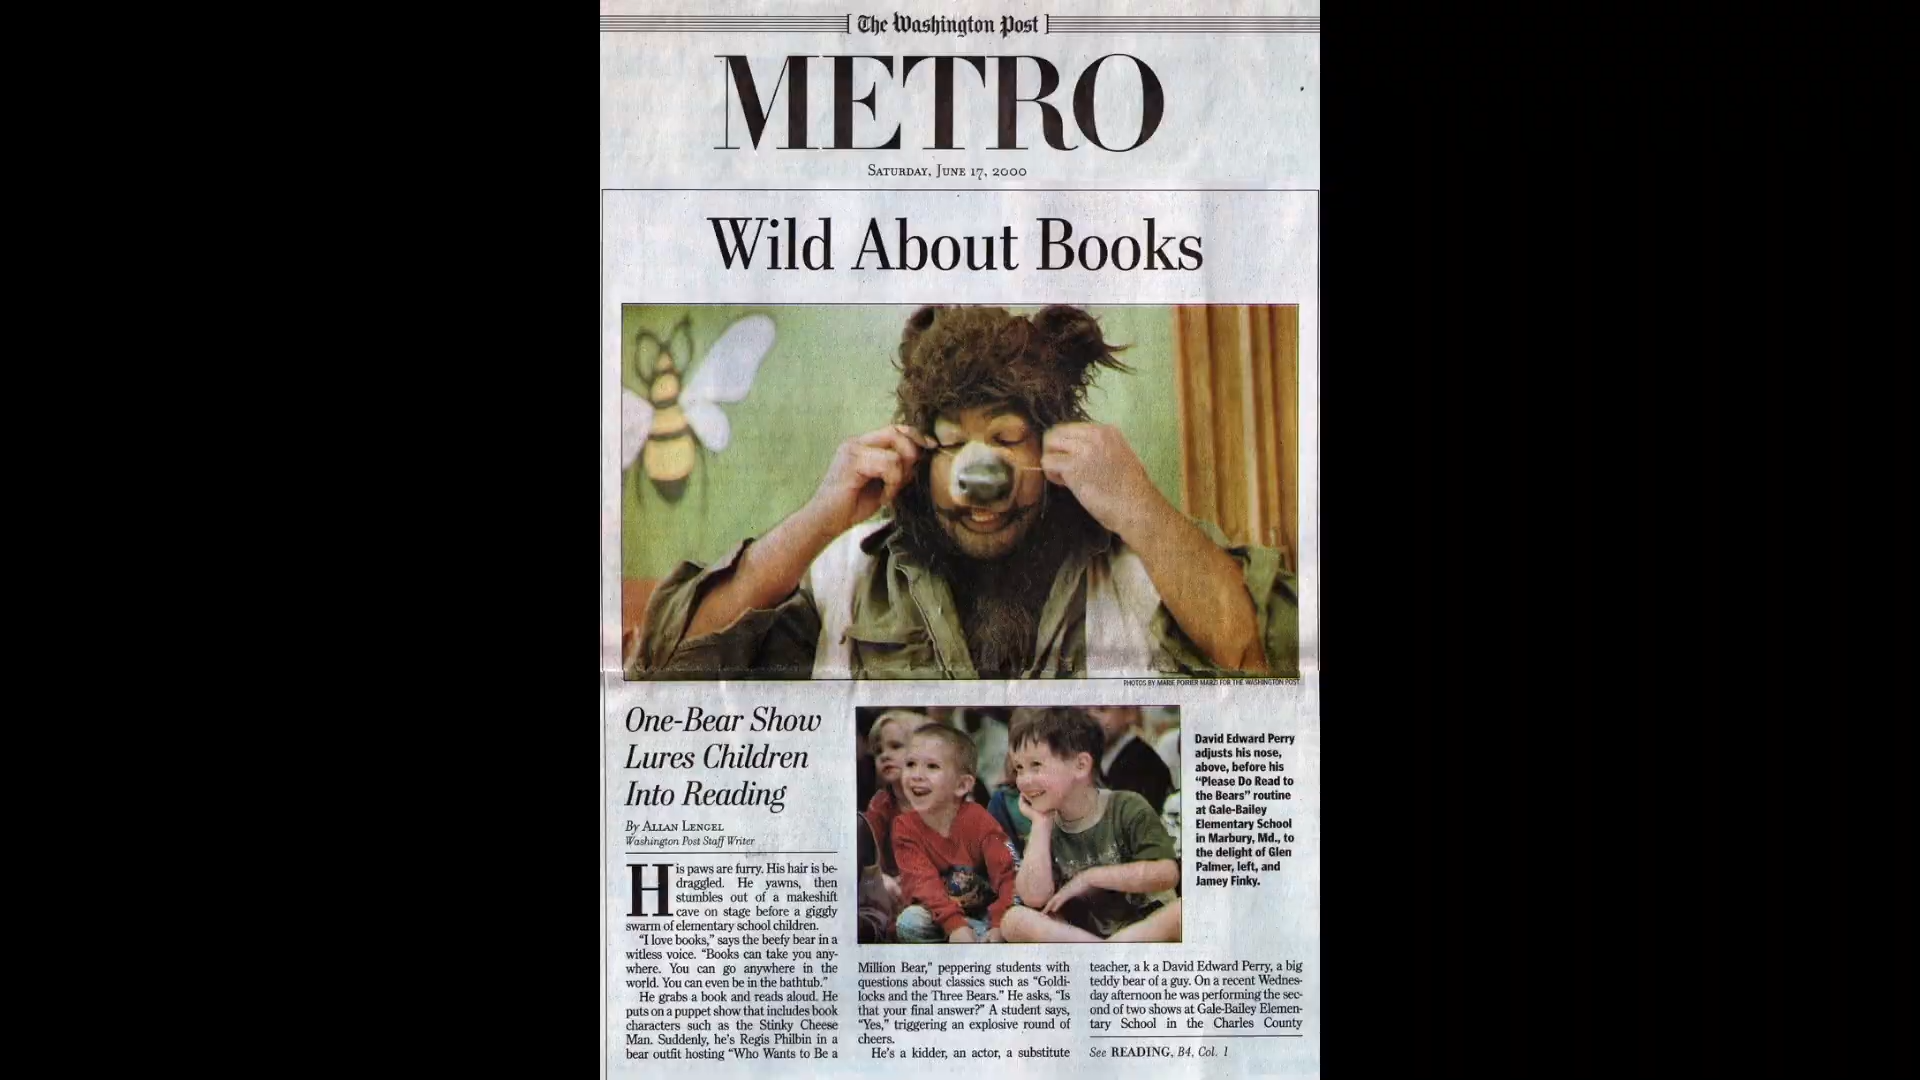 [ The Washington Post ]
METRO
SATURDAY, JUNE 17, 2000
Wild About Books
PHOTOS BY MARIE POIRIER MARZI FOR THE WASHINGTON POST
One-Bear Show
Lures Children
Into Reading
By ALLAN LENGEL
Washington Post Staff Writer
His paws are furry. His hair is be-
draggled. He yawns, then
stumbles out of a makeshift
cave on stage before a giggly
swarm of elementary school children.
"I love books," says the beefy bear in a
witless voice. "Books can take you any-
where. You can go anywhere in the
world. You can even be in the bathtub."
He grabs a book and reads aloud. He
puts on a puppet show that includes book
characters such as the Stinky Cheese
Man. Suddenly, he's Regis Philbin in a
bear outfit hosting "Who Wants to Be a
Million Bear," peppering students with
questions about classics such as "Goldi-
locks and the Three Bears." He asks, "Is
that your final answer?" A student says,
"Yes," triggering an explosive round of
cheers.
He's a kidder, an actor, a substitute
teacher, a k a David Edward Perry, a big
teddy bear of a guy. On a recent Wednes-
day afternoon he was performing the sec-
ond of two shows at Gale-Bailey Elemen-
tary School in the Charles County
See READING, B4, Col. 1
David Edward Perry
adjusts his nose,
above, before his
"Please Do Read to
the Bears" routine
at Gale-Bailey
Elementary School
in Marbury, Md., to
the delight of Glen
Palmer, left, and
Jamey Finky.